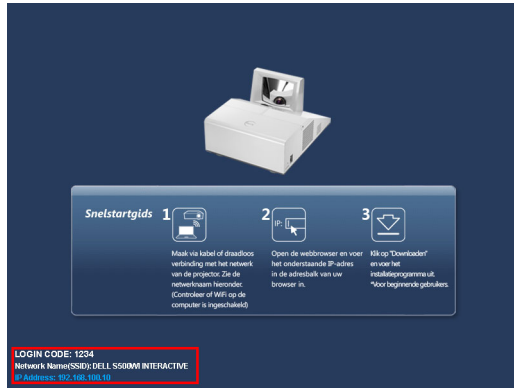 Snelstartgids
1
IP:
2
3
Maak via kabel of draadloos
verbinding met het netwerk
van de projector. Zie de
netwerknaam hieronder.
(Controleer of WiFi op de
computer is ingeschakeld)
Open de webbrowser en voer
het onderstaande IP-adres
in de adresbalk van uw
browser in.
Klik op "Downloaden"
en voer het
installatieprogramma uit.
*Voor beginnende gebruikers.
LOGIN CODE: 1234
Network Name(SSID): DELL S500WI INTERACTIVE
IP Address: 192.168.100.10